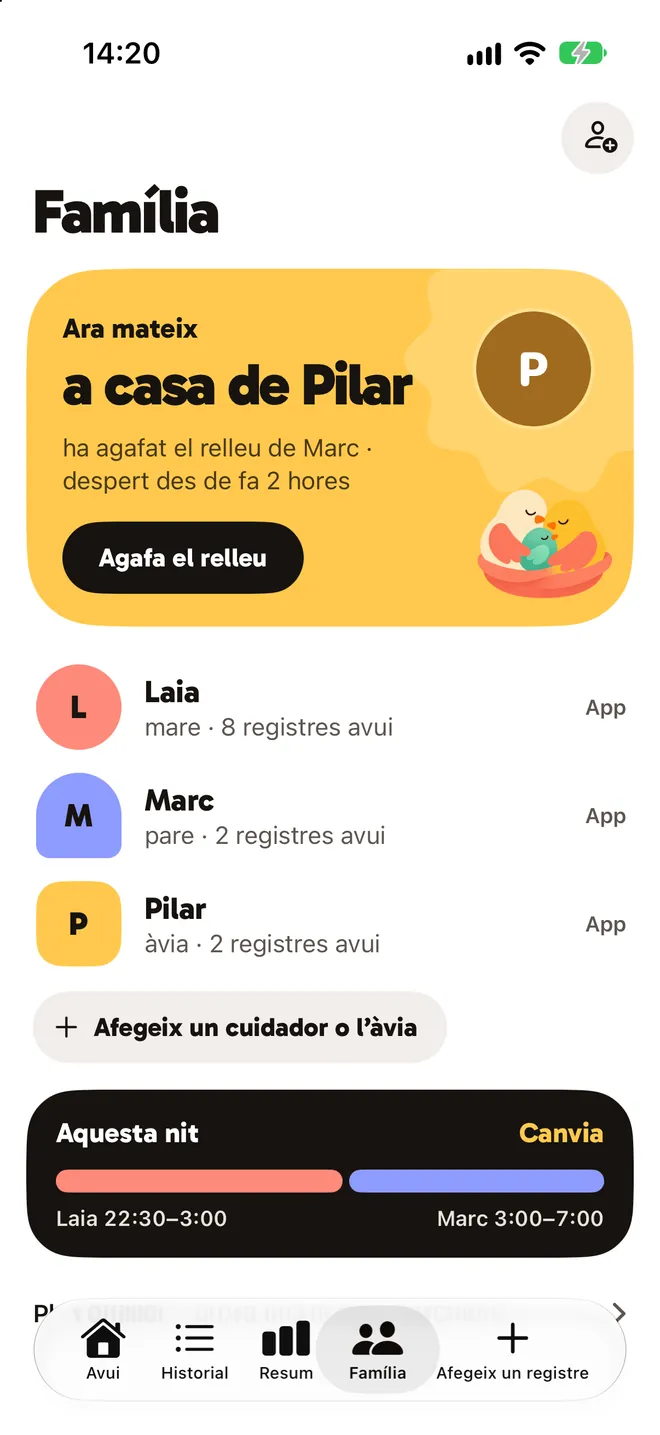 14:20
Família
Ara mateix
a casa de Pilar
P
ha agafat el relleu de Marc ·
despert des de fa 2 hores
Agafa el relleu
L
Laia
mare · 8 registres avui
App
M
Marc
pare · 2 registres avui
App
P
Pilar
àvia · 2 registres avui
App
+ Afegeix un cuidador o l’àvia
Aquesta nit
Canvia
Laia 22:30–3:00
Marc 3:00–7:00
Avui
Historial
Resum
Família
Afegeix un registre